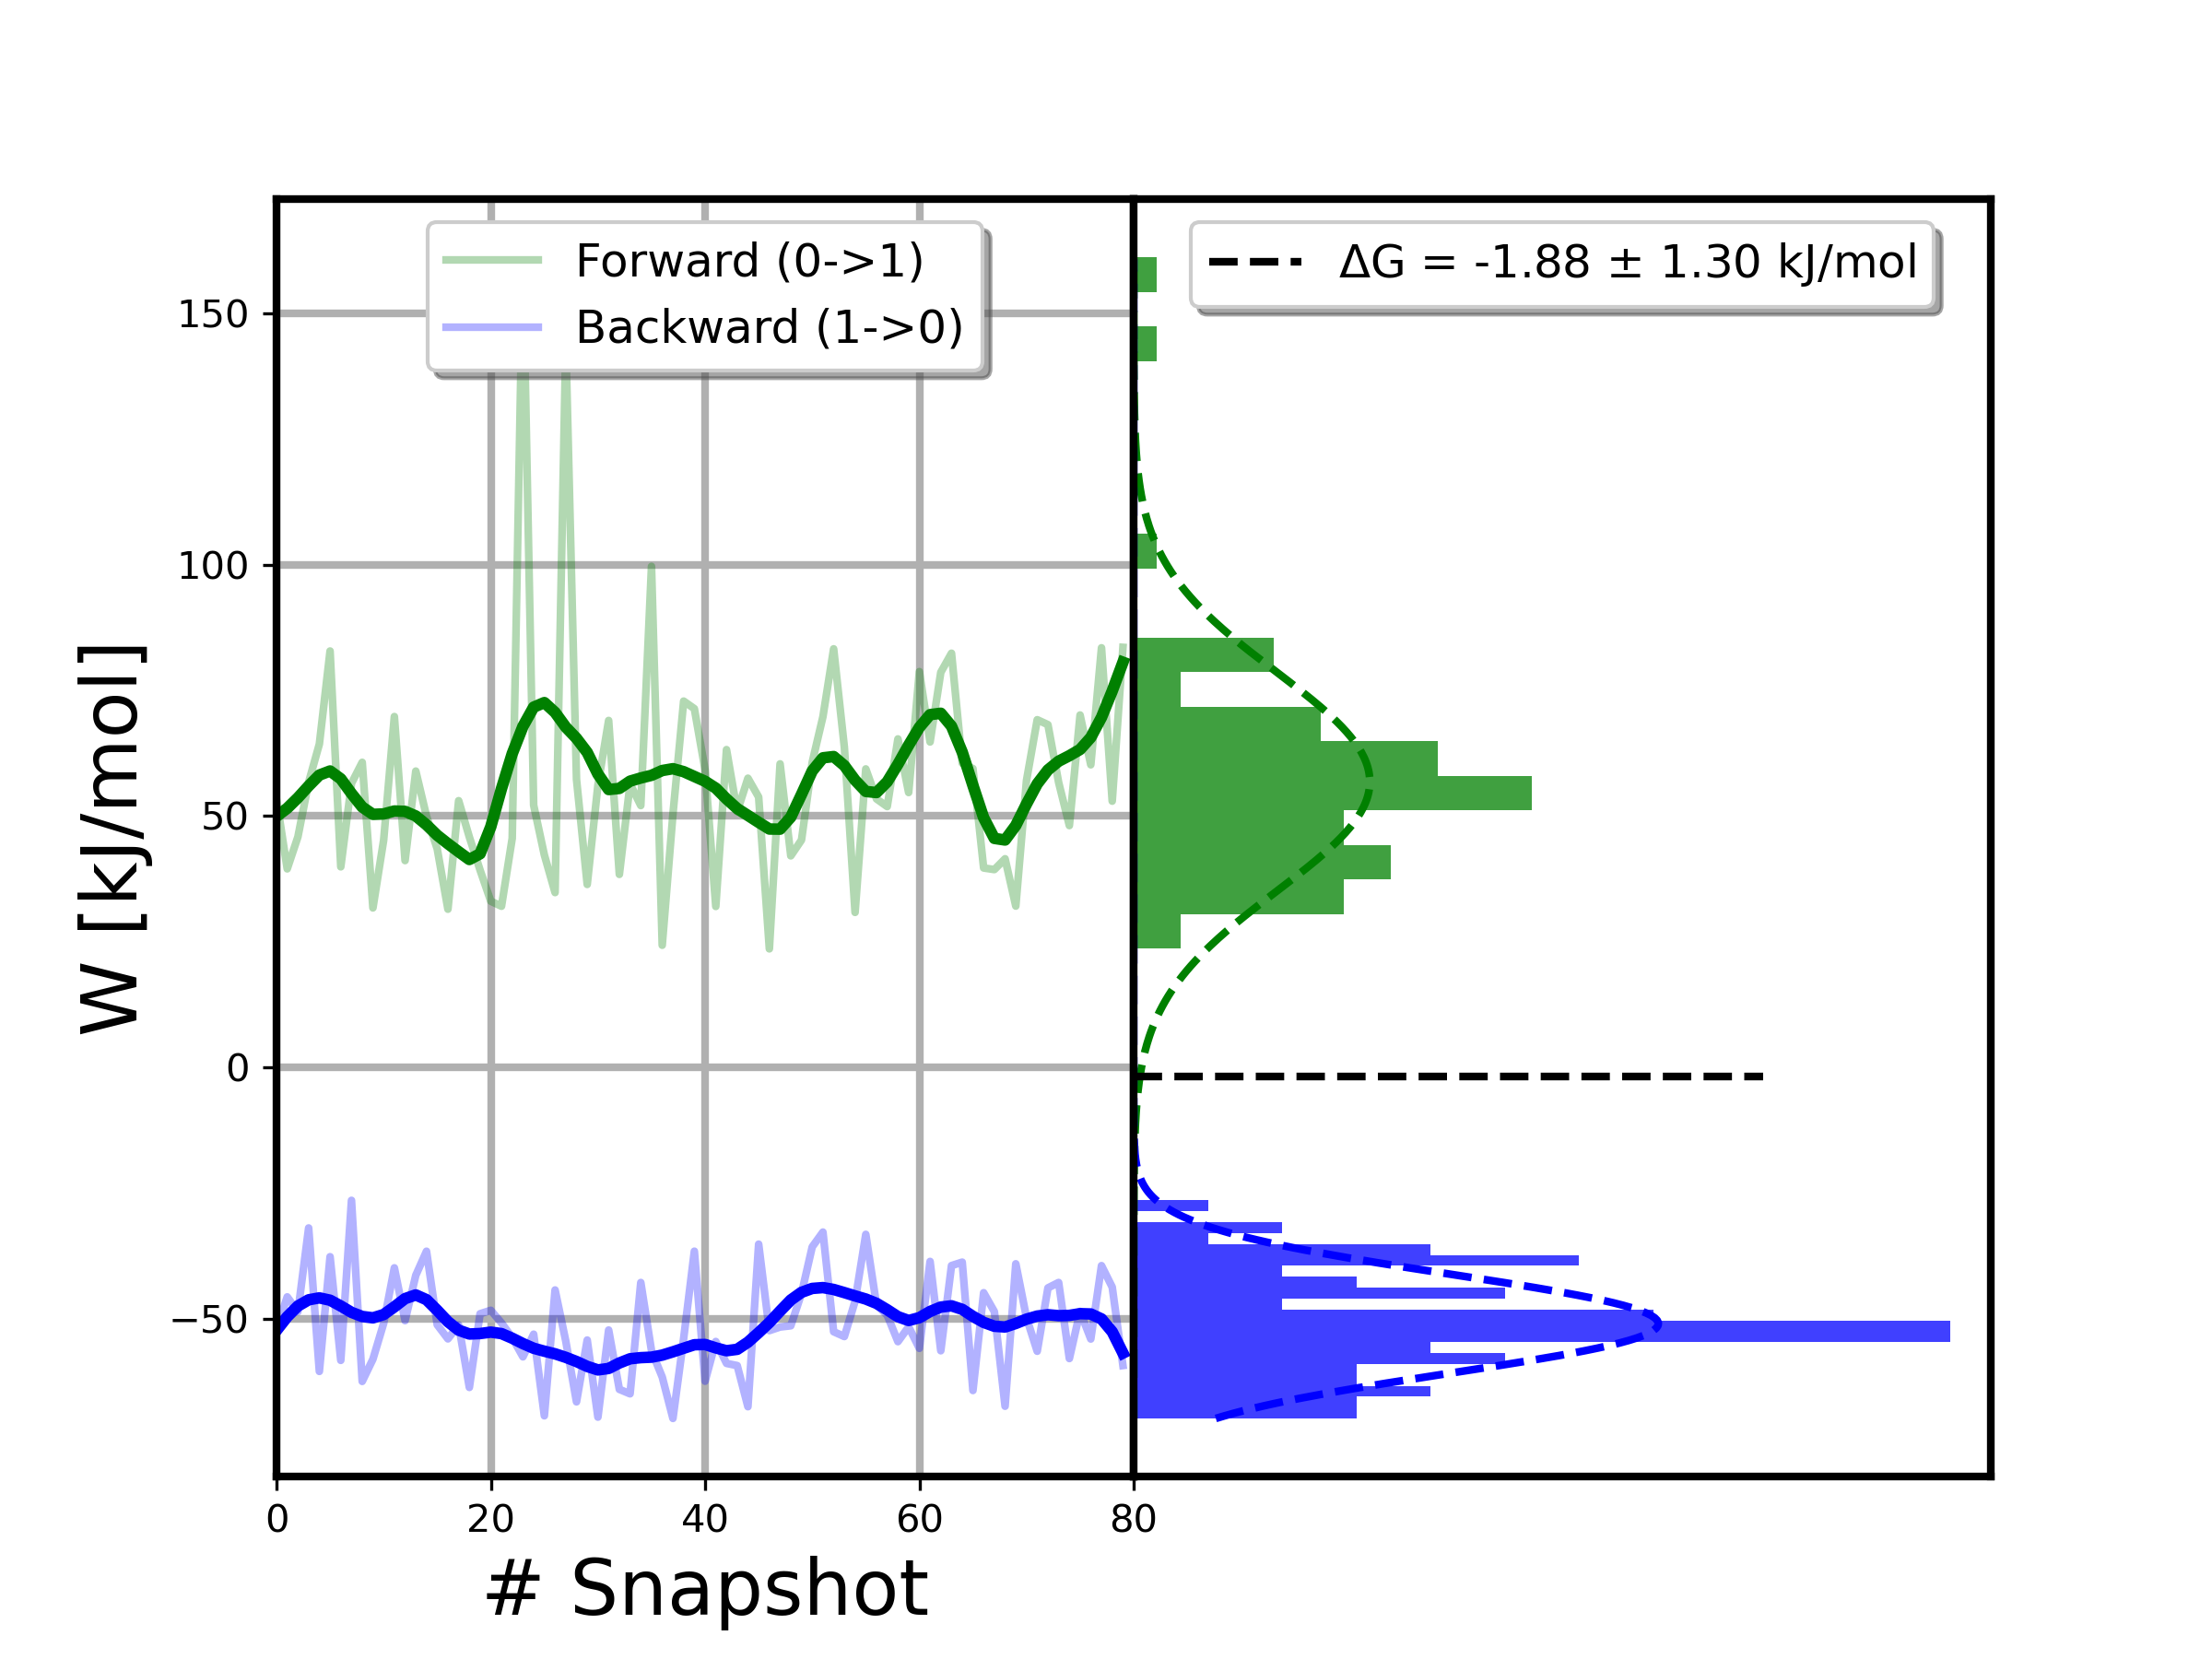 Forward (0->1)
Backward (1->0)
ΔG = -1.88 ± 1.30 kJ/mol
150
100
50
0
−50
W [kJ/mol]
0 20 40 60 80
# Snapshot